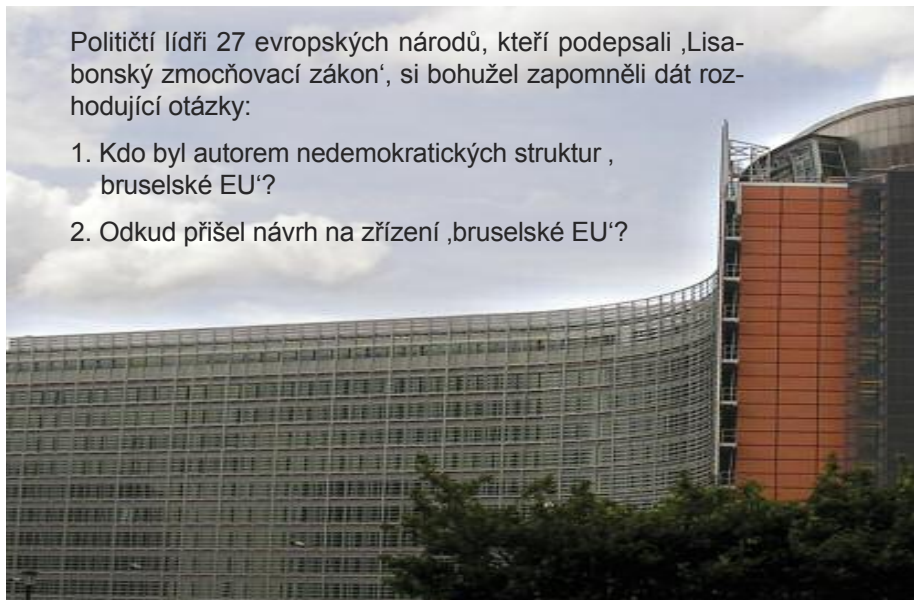 Političtí lídři 27 evropských národů, kteří podepsali ‚Lisa-
bonský zmocňovací zákon‘, si bohužel zapomněli dát roz-
hodující otázky:
1. Kdo byl autorem nedemokratických struktur ‚
bruselské EU‘?
2. Odkud přišel návrh na zřízení ‚bruselské EU‘?